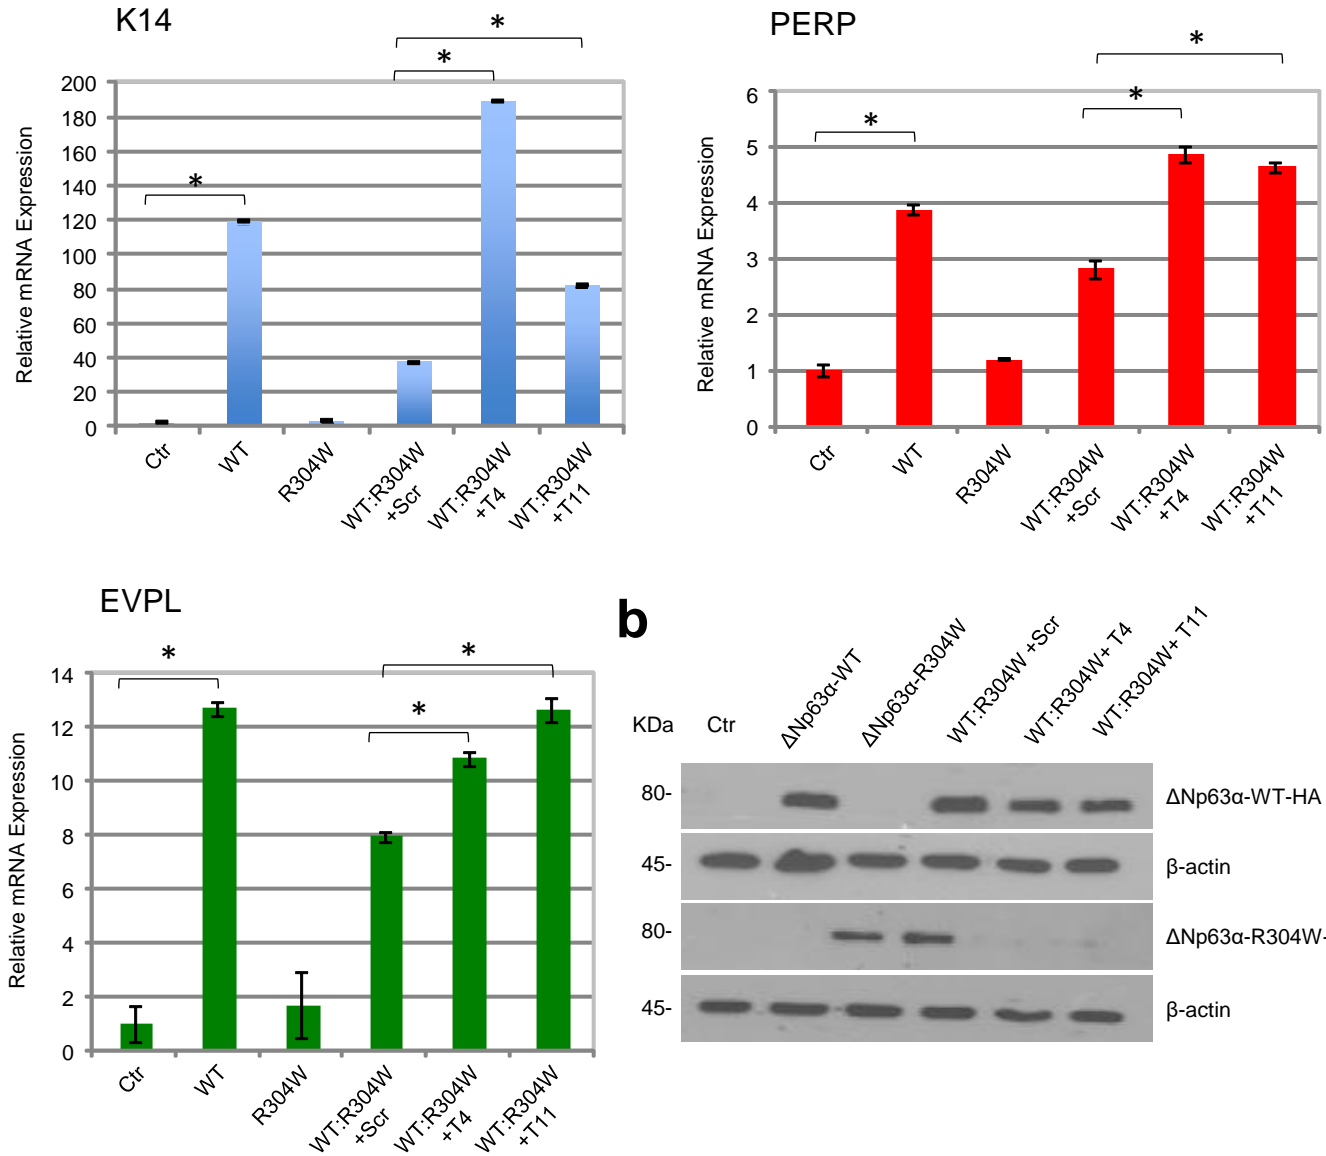 K14
*
*
*
Relative mRNA Expression
200
180
160
140
120
100
80
60
40
20
0
Ctr
WT
R304W
WT:R304W
+Scr
WT:R304W
+T4
WT:R304W
+T11
PERP
*
*
*
Relative mRNA Expression
6
5
4
3
2
1
0
Ctr
WT
R304W
WT:R304W
+Scr
WT:R304W
+T4
WT:R304W
+T11
EVPL
*
*
*
Relative mRNA Expression
14
12
10
8
6
4
2
0
Ctr
WT
R304W
WT:R304W
+Scr
WT:R304W
+T4
WT:R304W
+T11
b
KDa
Ctr
ΔNp63α-WT
ΔNp63α-R304W
WT:R304W +Scr
WT:R304W+ T4
WT:R304W+ T11
80-
ΔNp63α-WT-HA
45-
β-actin
80-
ΔNp63α-R304W-
45-
β-actin